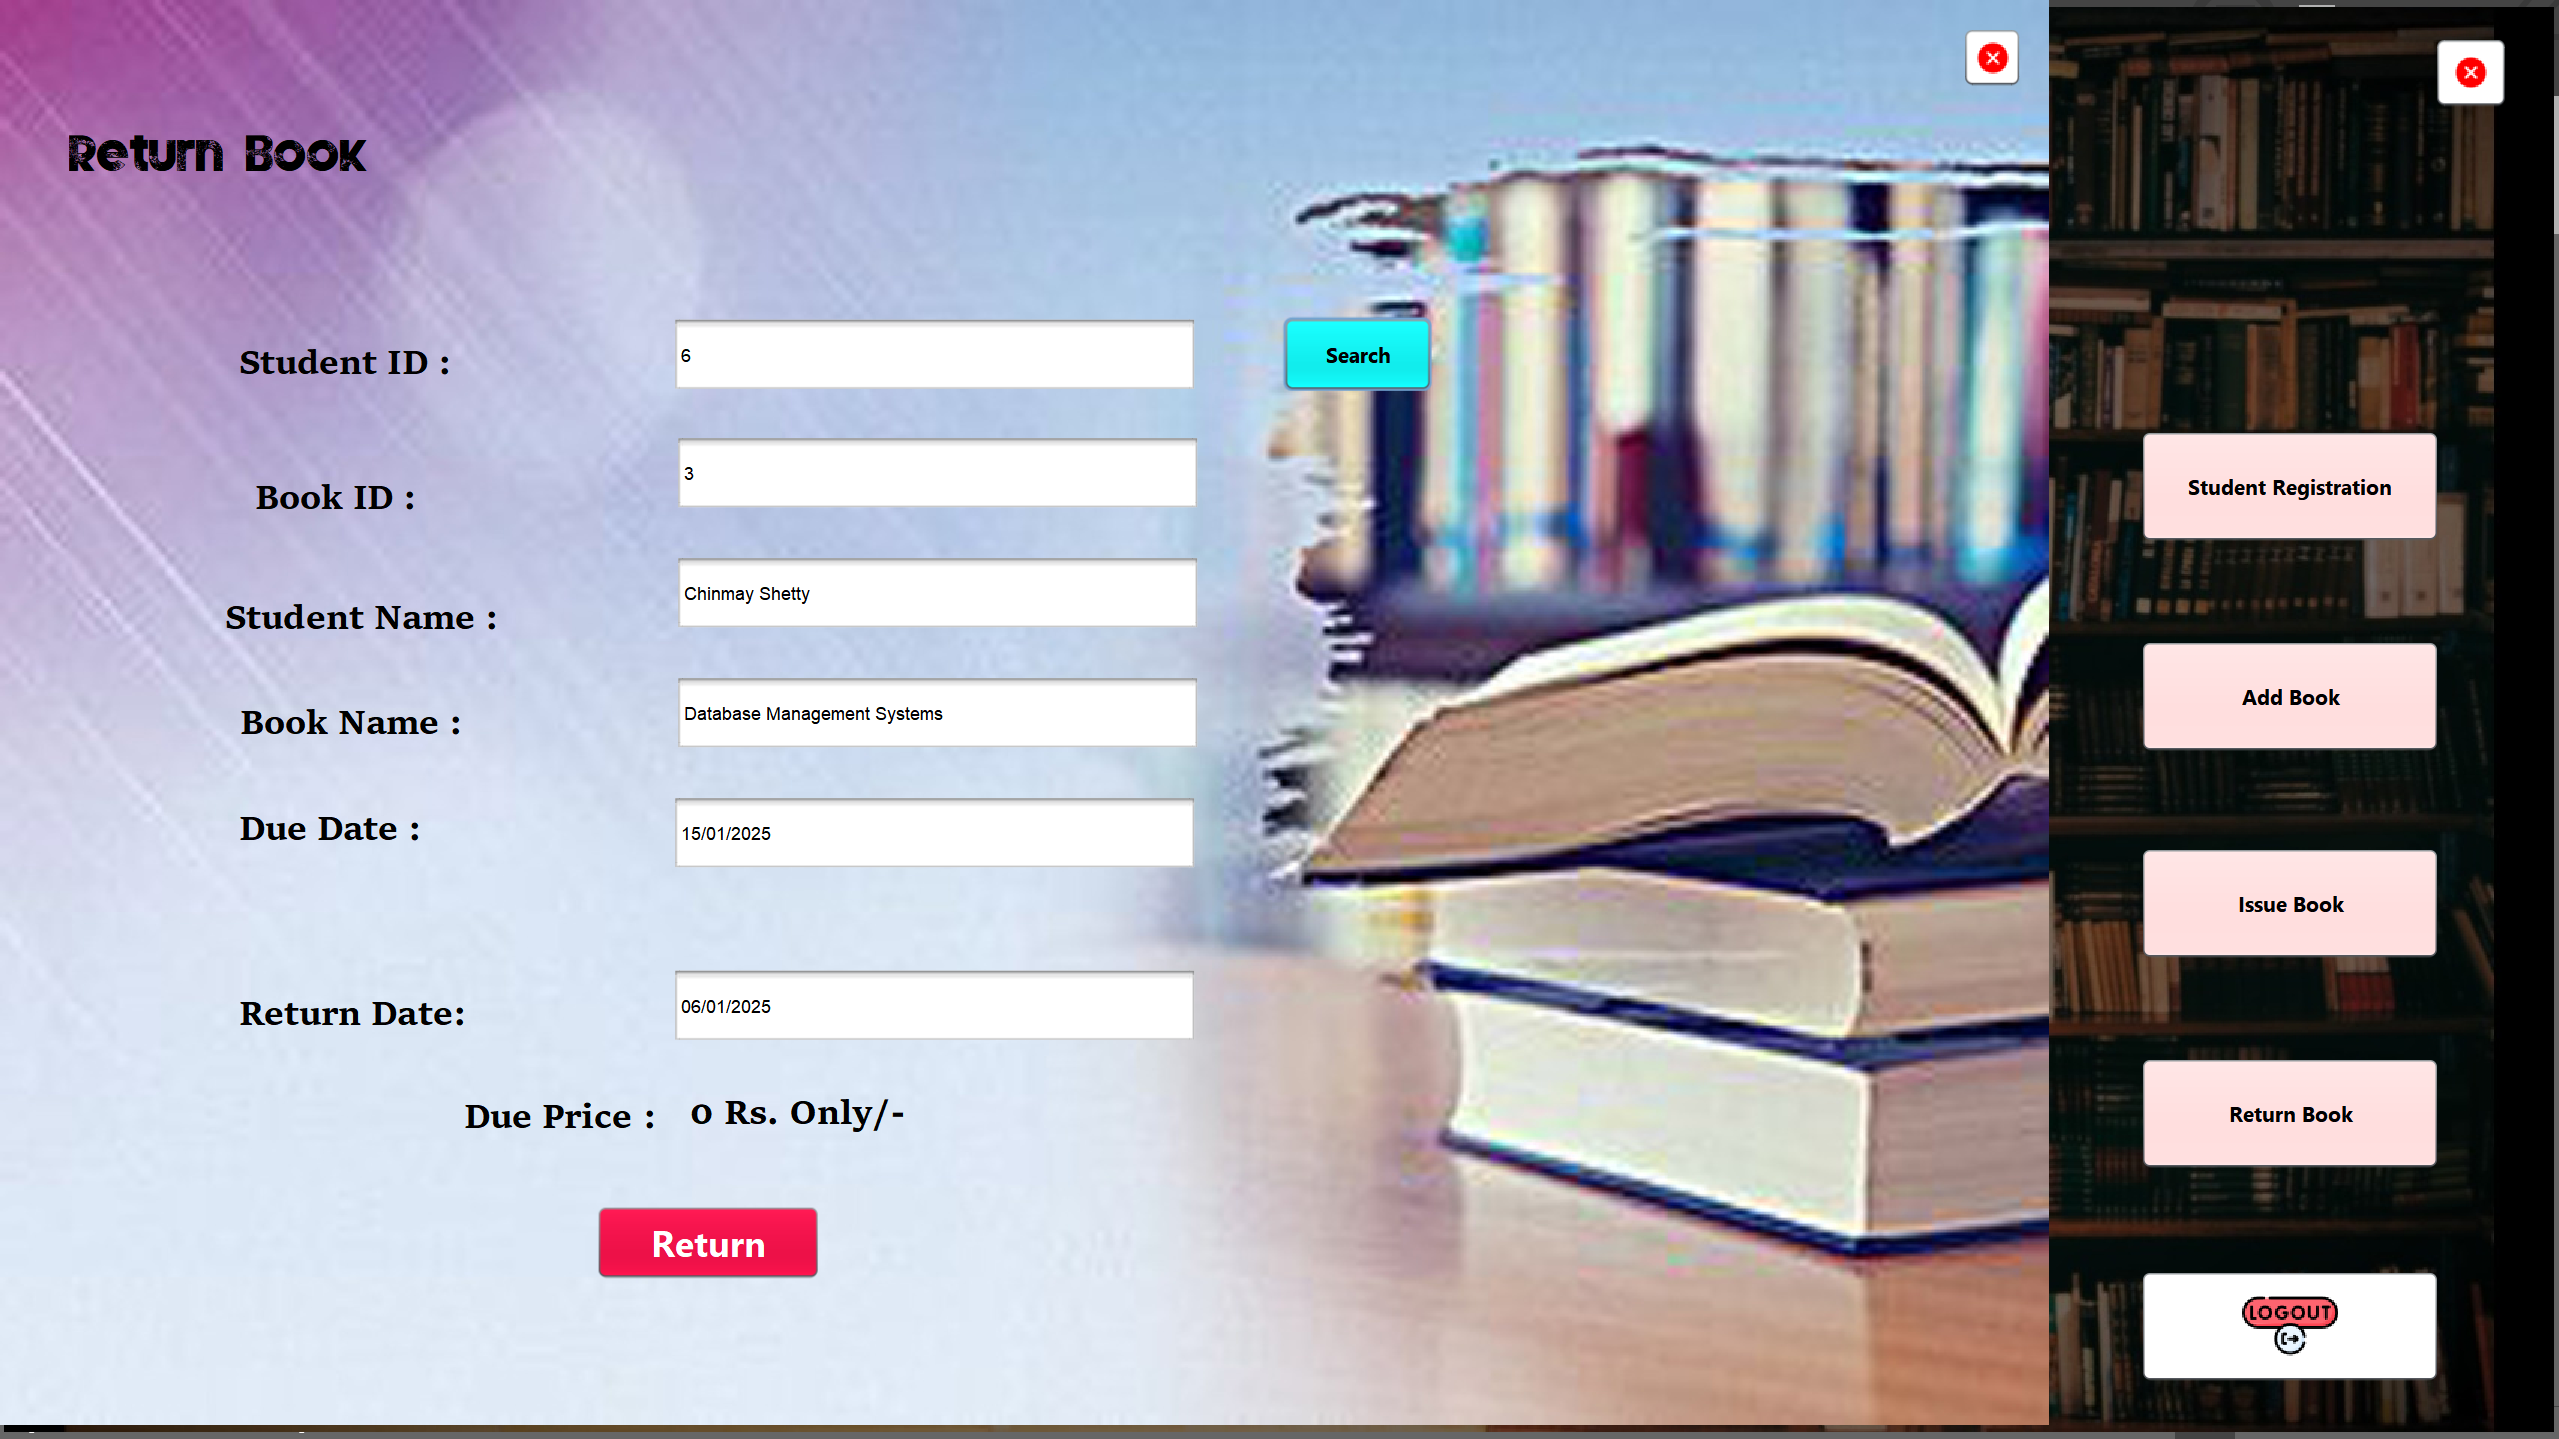 Return Book
Student ID :
6
Search
Book ID :
3
Student Name :
Chinmay Shetty
Book Name :
Database Management Systems
Due Date :
15/01/2025
Return Date:
06/01/2025
Due Price :
0 Rs. Only/-
Return
Student Registration
Add Book
Issue Book
Return Book
LOGOUT